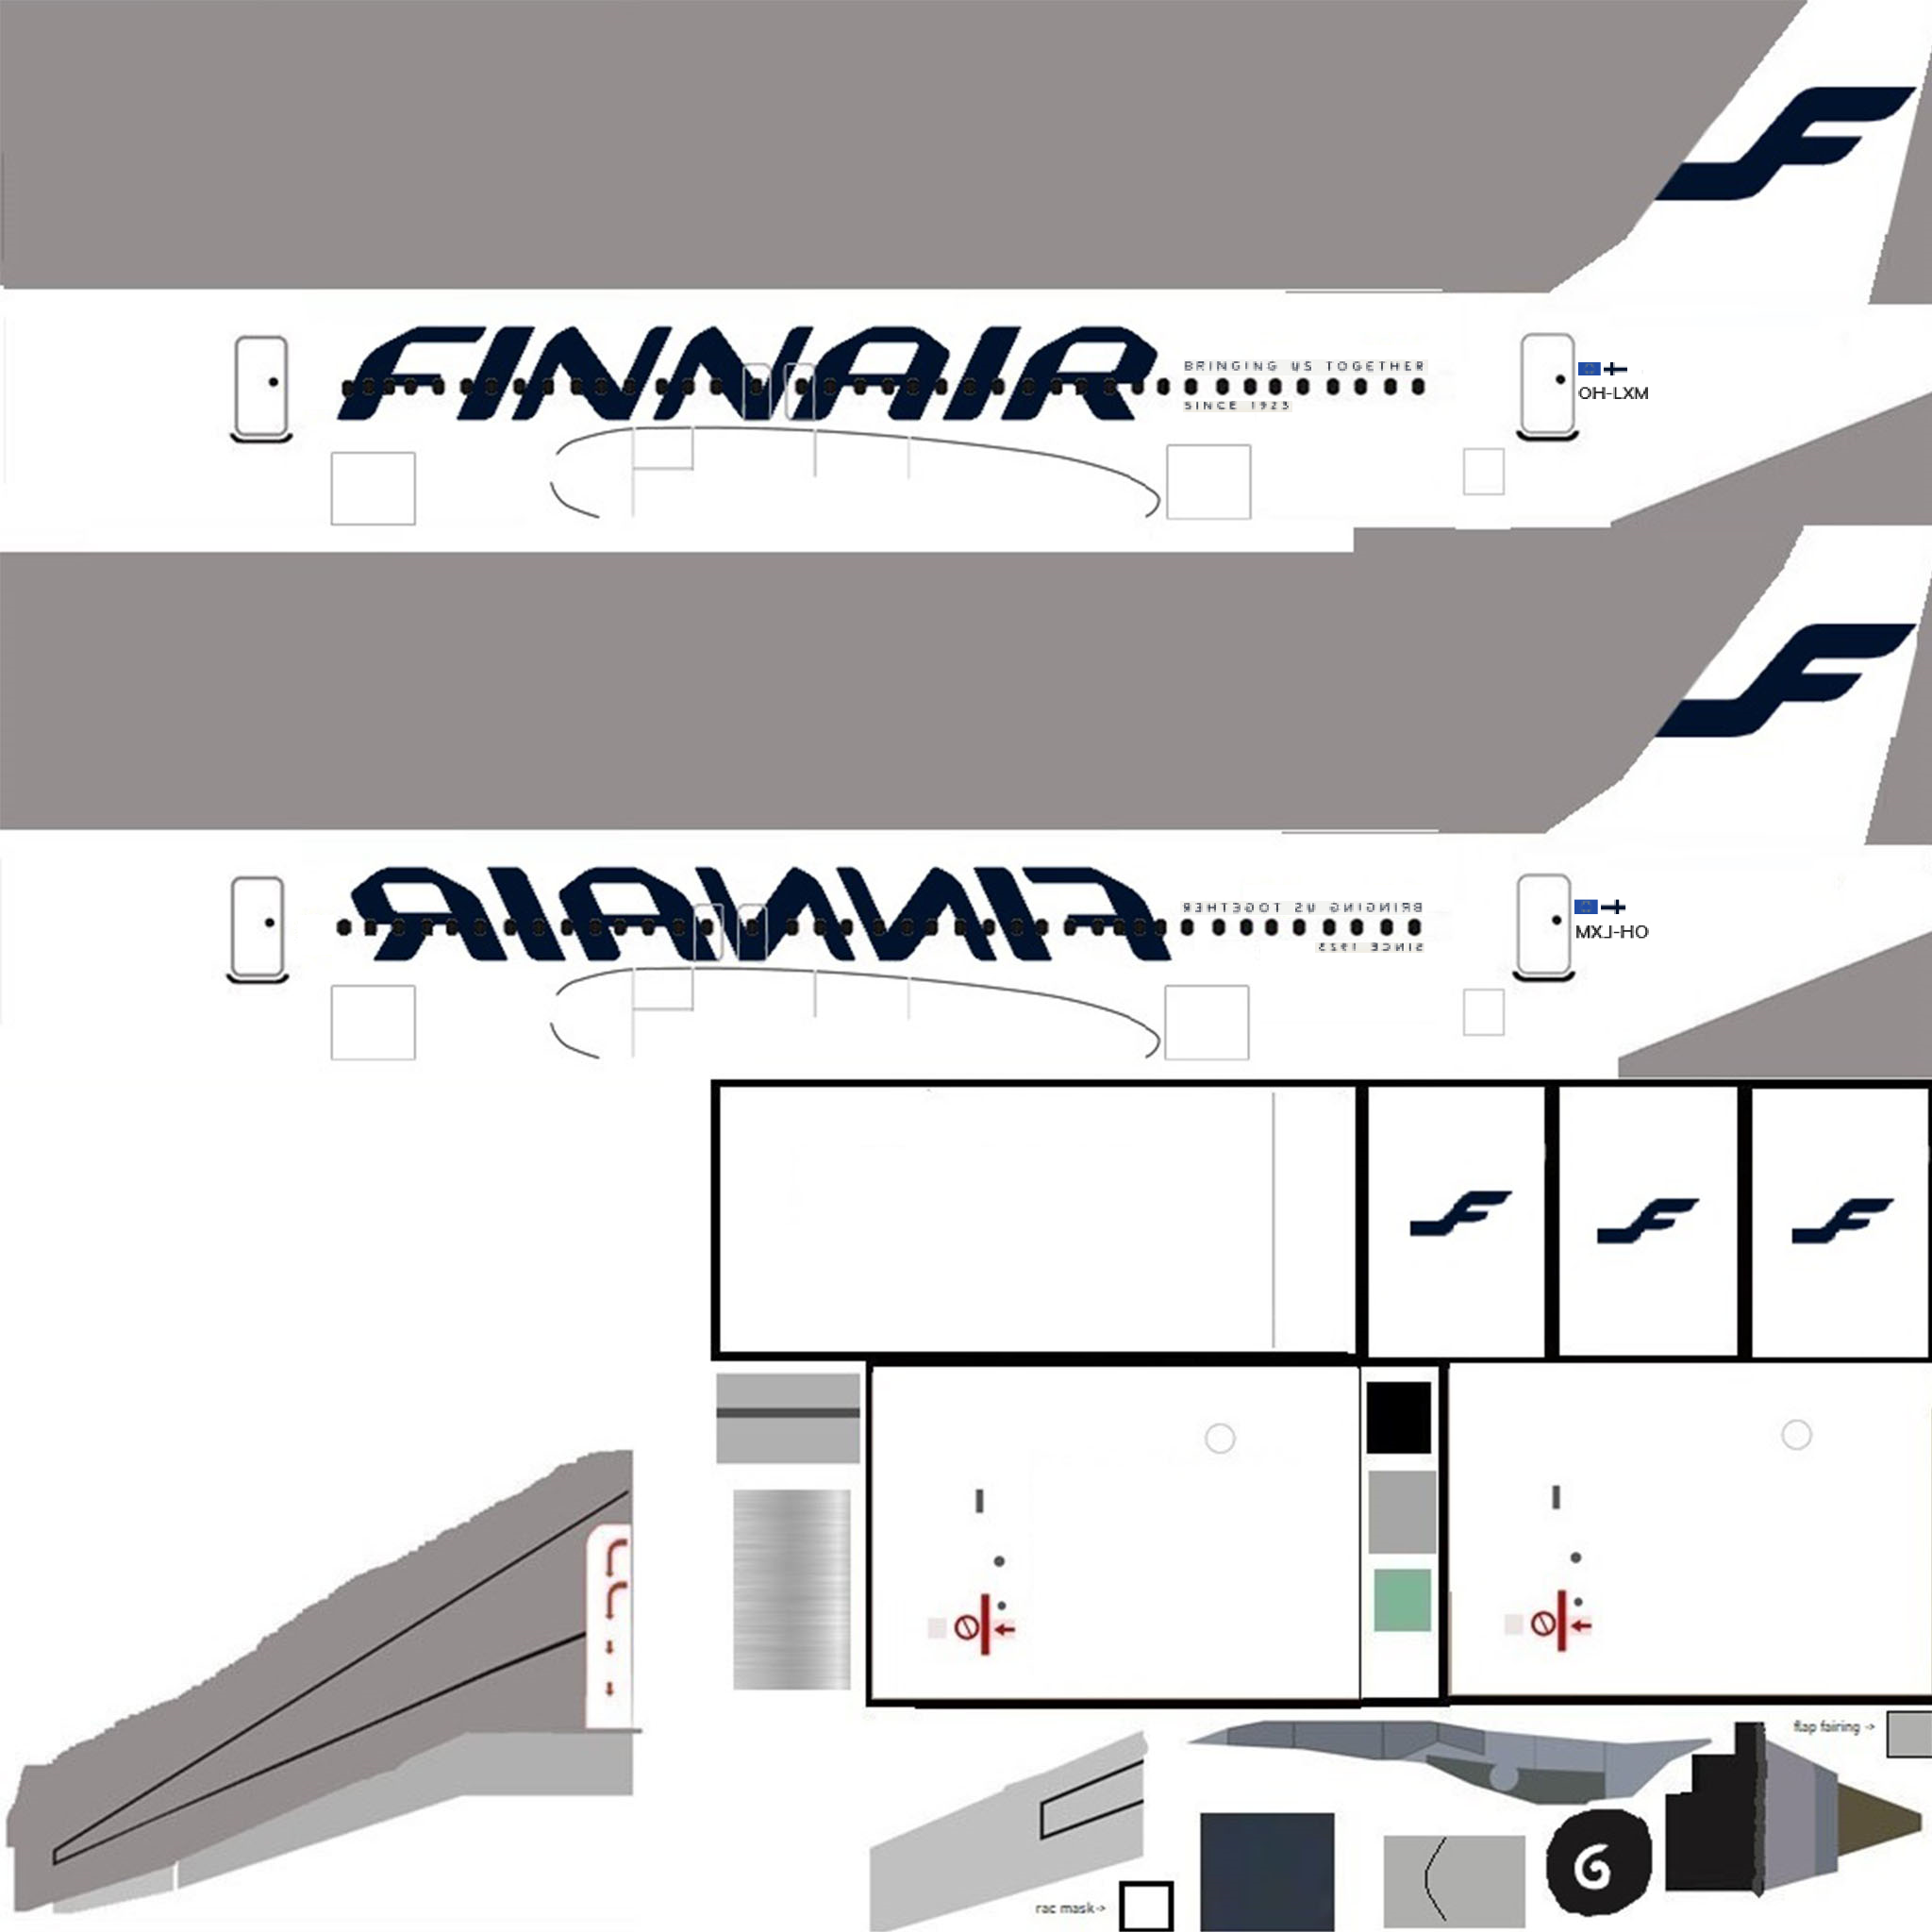 FINNAIR
BRINGING US TOGETHER
SINCE 1923
OH-LXM
FINNAIR
BRINGING US TOGETHER
SINCE 1923
MXJ-HO
flap fairing ->
rac mask->